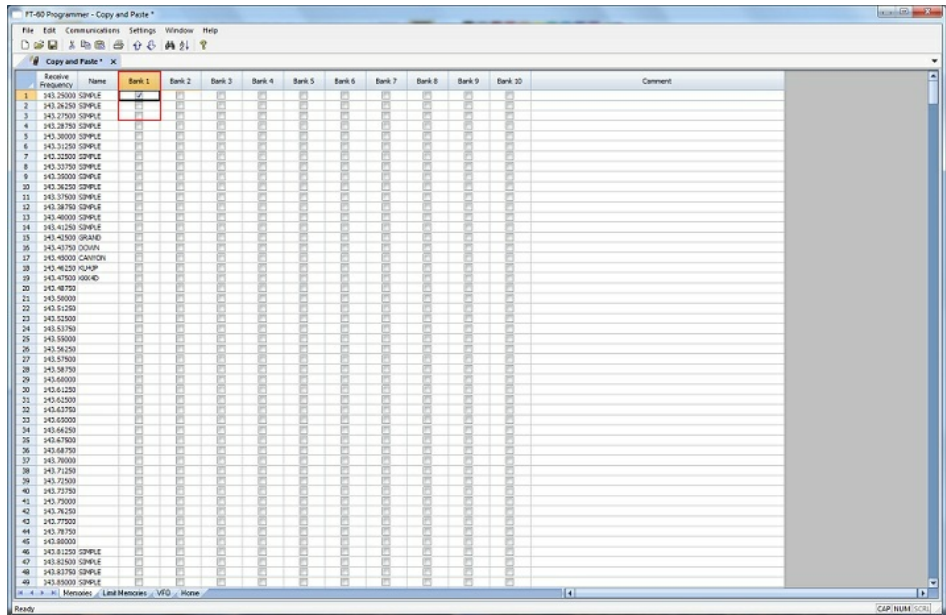 FT-60 Programmer - Copy and Paste *
File Edit Communications Settings Window Help
Copy and Paste * X
Receive Frequency Name Bank 1 Bank 2 Bank 3 Bank 4 Bank 5 Bank 6 Bank 7 Bank 8 Bank 9 Bank 10 Comment
1 143.25000 SIMPLE
2 143.26250 SIMPLE
3 143.27500 SIMPLE
4 143.28750 SIMPLE
5 143.30000 SIMPLE
6 143.31250 SIMPLE
7 143.32500 SIMPLE
8 143.33750 SIMPLE
9 143.35000 SIMPLE
10 143.36250 SIMPLE
11 143.37500 SIMPLE
12 143.38750 SIMPLE
13 143.40000 SIMPLE
14 143.41250 SIMPLE
15 143.42500 GRAND
16 143.43750 DOWN
17 143.45000 CANYON
18 143.46250
19 143.47500
20 143.48750
21 143.50000
22 143.51250
23 143.52500
24 143.53750
25 143.55000
26 143.56250
27 143.57500
28 143.58750
29 143.60000
30 143.61250
31 143.62500
32 143.63750
33 143.65000
34 143.66250
35 143.67500
36 143.68750
37 143.70000
38 143.71250
39 143.72500
40 143.73750
41 143.75000
42 143.76250
43 143.77500
44 143.78750
45 143.80000
46 143.81250 SIMPLE
47 143.82500 SIMPLE
48 143.83750 SIMPLE
49 143.85000 SIMPLE
Memories Limit Memories VFO Home
Ready CAP NUM SCRL